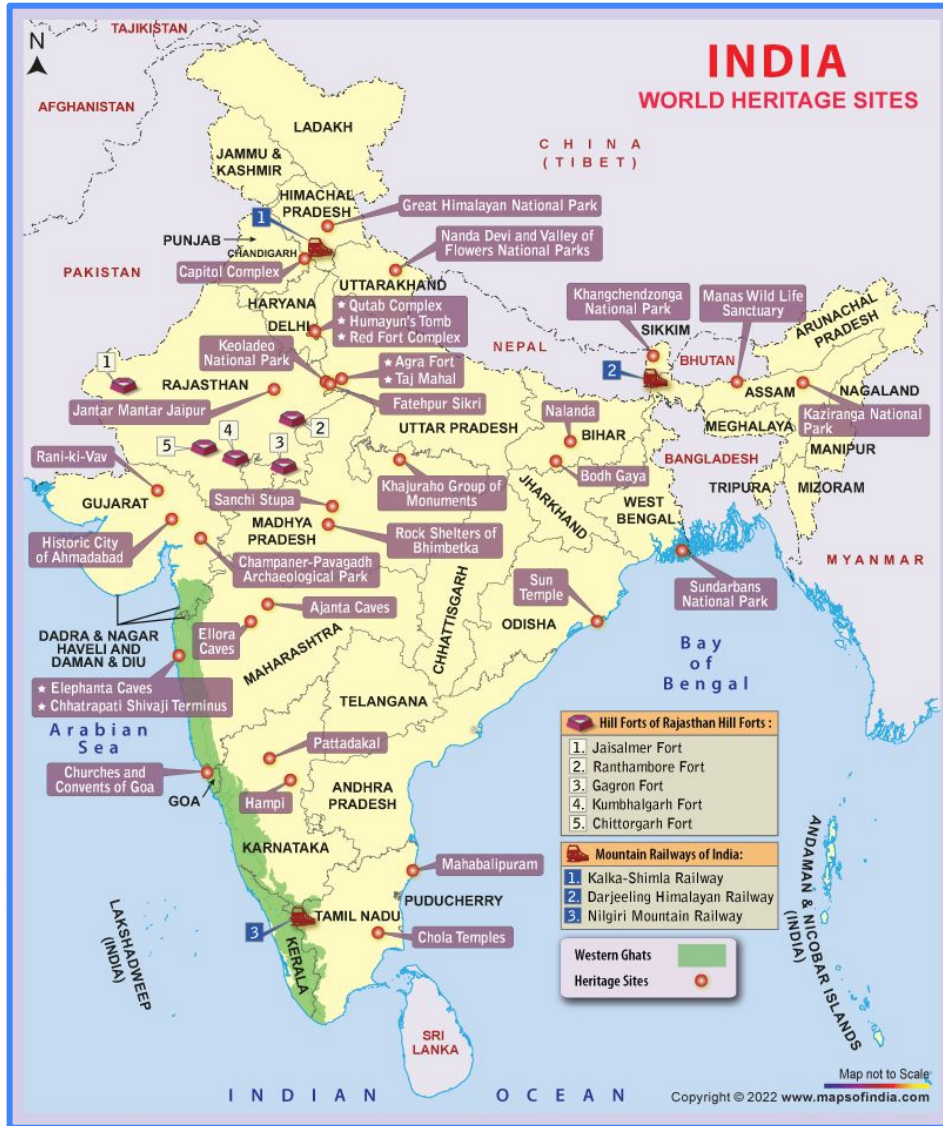 TAJIKISTAN
N
INDIA
WORLD HERITAGE SITES
AFGHANISTAN
LADAKH
CHINA
(TIBET)
JAMMU &
KASHMIR
HIMACHAL
PRADESH
Great Himalayan National Park
1
PUNJAB
CHANDIGARH
Nanda Devi and Valley of
Flowers National Parks
PAKISTAN
Capitol Complex
UTTARAKHAND
HARYANA
Qutab Complex
Humayun's Tomb
Red Fort Complex
DELHI
Khangchendzonga
National Park
Manas Wild Life
Sanctuary
ARUNACHAL
PRADESH
SIKKIM
NEPAL
BHUTAN
Keoladeo
National Park
Agra Fort
Taj Mahal
1
2
RAJASTHAN
ASSAM
NAGALAND
Jantar Mantar Jaipur
Fatehpur Sikri
Kaziranga National
Park
UTTAR PRADESH
Nalanda
BIHAR
MEGHALAYA
MANIPUR
5
4
3
2
Rani-ki-Vav
Khajuraho Group of
Monuments
Bodh Gaya
BANGLADESH
JHARKHAND
TRIPURA
MIZORAM
GUJARAT
Sanchi Stupa
WEST
BENGAL
MADHYA
PRADESH
Historic City
of Ahmadabad
Rock Shelters of
Bhimbetka
MYANMAR
Champaner-Pavagadh
Archaeological Park
Sun
Temple
Sundarbans
National Park
CHHATTISGARH
Ajanta Caves
ODISHA
Ellora
Caves
DADRA & NAGAR
HAVELI AND
DAMAN & DIU
MAHARASHTRA
Bay
of
Bengal
Elephanta Caves
Chhatrapati Shivaji Terminus
TELANGANA
Arabian
Sea
Pattadakal
Churches and
Convents of Goa
GOA
Hampi
ANDHRA
PRADESH
Hill Forts of Rajasthan Hill Forts :
1. Jaisalmer Fort
2. Ranthambore Fort
3. Gagron Fort
4. Kumbhalgarh Fort
5. Chittorgarh Fort
KARNATAKA
Mahabalipuram
Mountain Railways of India:
1. Kalka-Shimla Railway
2. Darjeeling Himalayan Railway
3. Nilgiri Mountain Railway
PUDUCHERRY
LAKSHADWEEP
(INDIA)
ANDAMAN & NICOBAR ISLANDS
(INDIA)
3
TAMIL NADU
Chola Temples
KERALA
Western Ghats
Heritage Sites
SRI
LANKA
Map not to Scale
INDIAN OCEAN
Copyright © 2022 www.mapsofindia.com